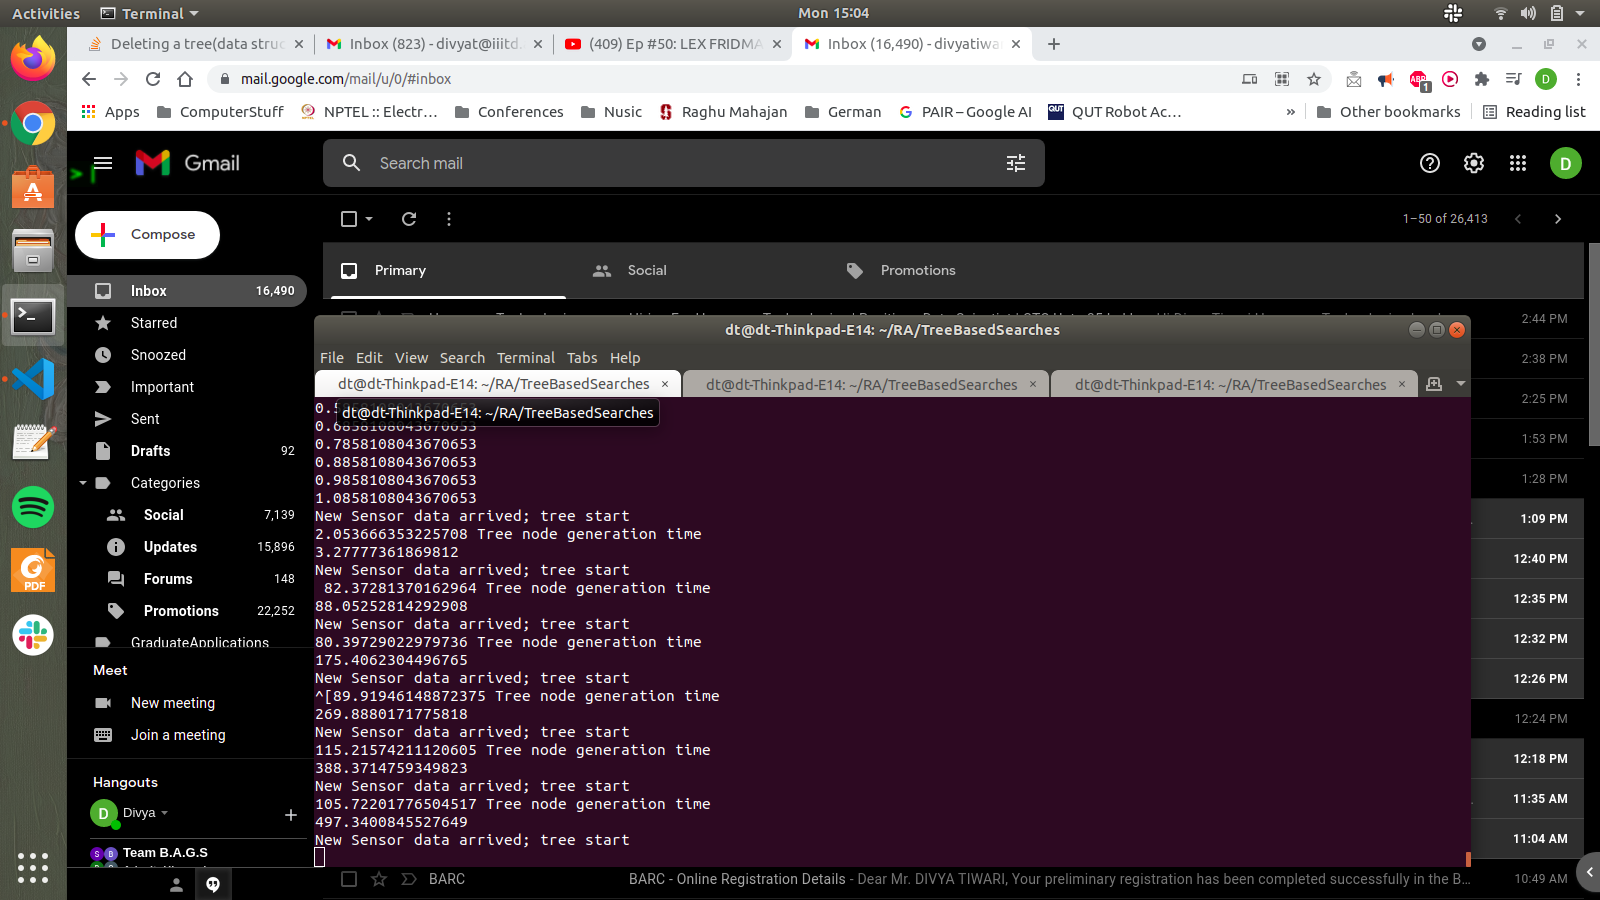 Activities
Terminal
Mon 15:04
Deleting a tree(data struc
Inbox (823) - divyat@iiitd.
(409) Ep #50: LEX FRIDMA
Inbox (16,490) - divyatiwa
mail.google.com/mail/u/0/#inbox
ABP
1
D
Apps
ComputerStuff
NPTEL :: Electr…
Conferences
Nusic
Raghu Mahajan
German
PAIR – Google AI
QUT
QUT Robot Ac…
»
Other bookmarks
Reading list
Gmail
Search mail
D
Compose
1–50 of 26,413
Primary
Social
Promotions
Inbox 16,490
Starred
Snoozed
Important
Sent
Drafts 92
Categories
Social 7,139
Updates 15,896
Forums 148
Promotions 22,252
GraduateApplications
Meet
New meeting
Join a meeting
Hangouts
D
Divya
Team B.A.G.S
PDF
dt@dt-Thinkpad-E14: ~/RA/TreeBasedSearches
File Edit View Search Terminal Tabs Help
dt@dt-Thinkpad-E14: ~/RA/TreeBasedSearches
dt@dt-Thinkpad-E14: ~/RA/TreeBasedSearches
dt@dt-Thinkpad-E14: ~/RA/TreeBasedSearches
dt@dt-Thinkpad-E14: ~/RA/TreeBasedSearches
0.6858108043670653
0.7858108043670653
0.8858108043670653
0.9858108043670653
1.0858108043670653
New Sensor data arrived; tree start
2.053666353225708 Tree node generation time
3.27777361869812
New Sensor data arrived; tree start
82.37281370162964 Tree node generation time
88.05252814292908
New Sensor data arrived; tree start
80.39729022979736 Tree node generation time
175.4062304496765
New Sensor data arrived; tree start
^[89.91946148872375 Tree node generation time
269.8880171775818
New Sensor data arrived; tree start
115.21574211120605 Tree node generation time
388.3714759349823
New Sensor data arrived; tree start
105.72201776504517 Tree node generation time
497.3400845527649
New Sensor data arrived; tree start
2:44 PM
2:38 PM
2:25 PM
1:53 PM
1:28 PM
1:09 PM
12:40 PM
12:35 PM
12:32 PM
12:26 PM
12:24 PM
12:18 PM
11:35 AM
11:04 AM
BARC
BARC - Online Registration Details - Dear Mr. DIVYA TIWARI, Your preliminary registration has been completed successfully in the B…
10:49 AM